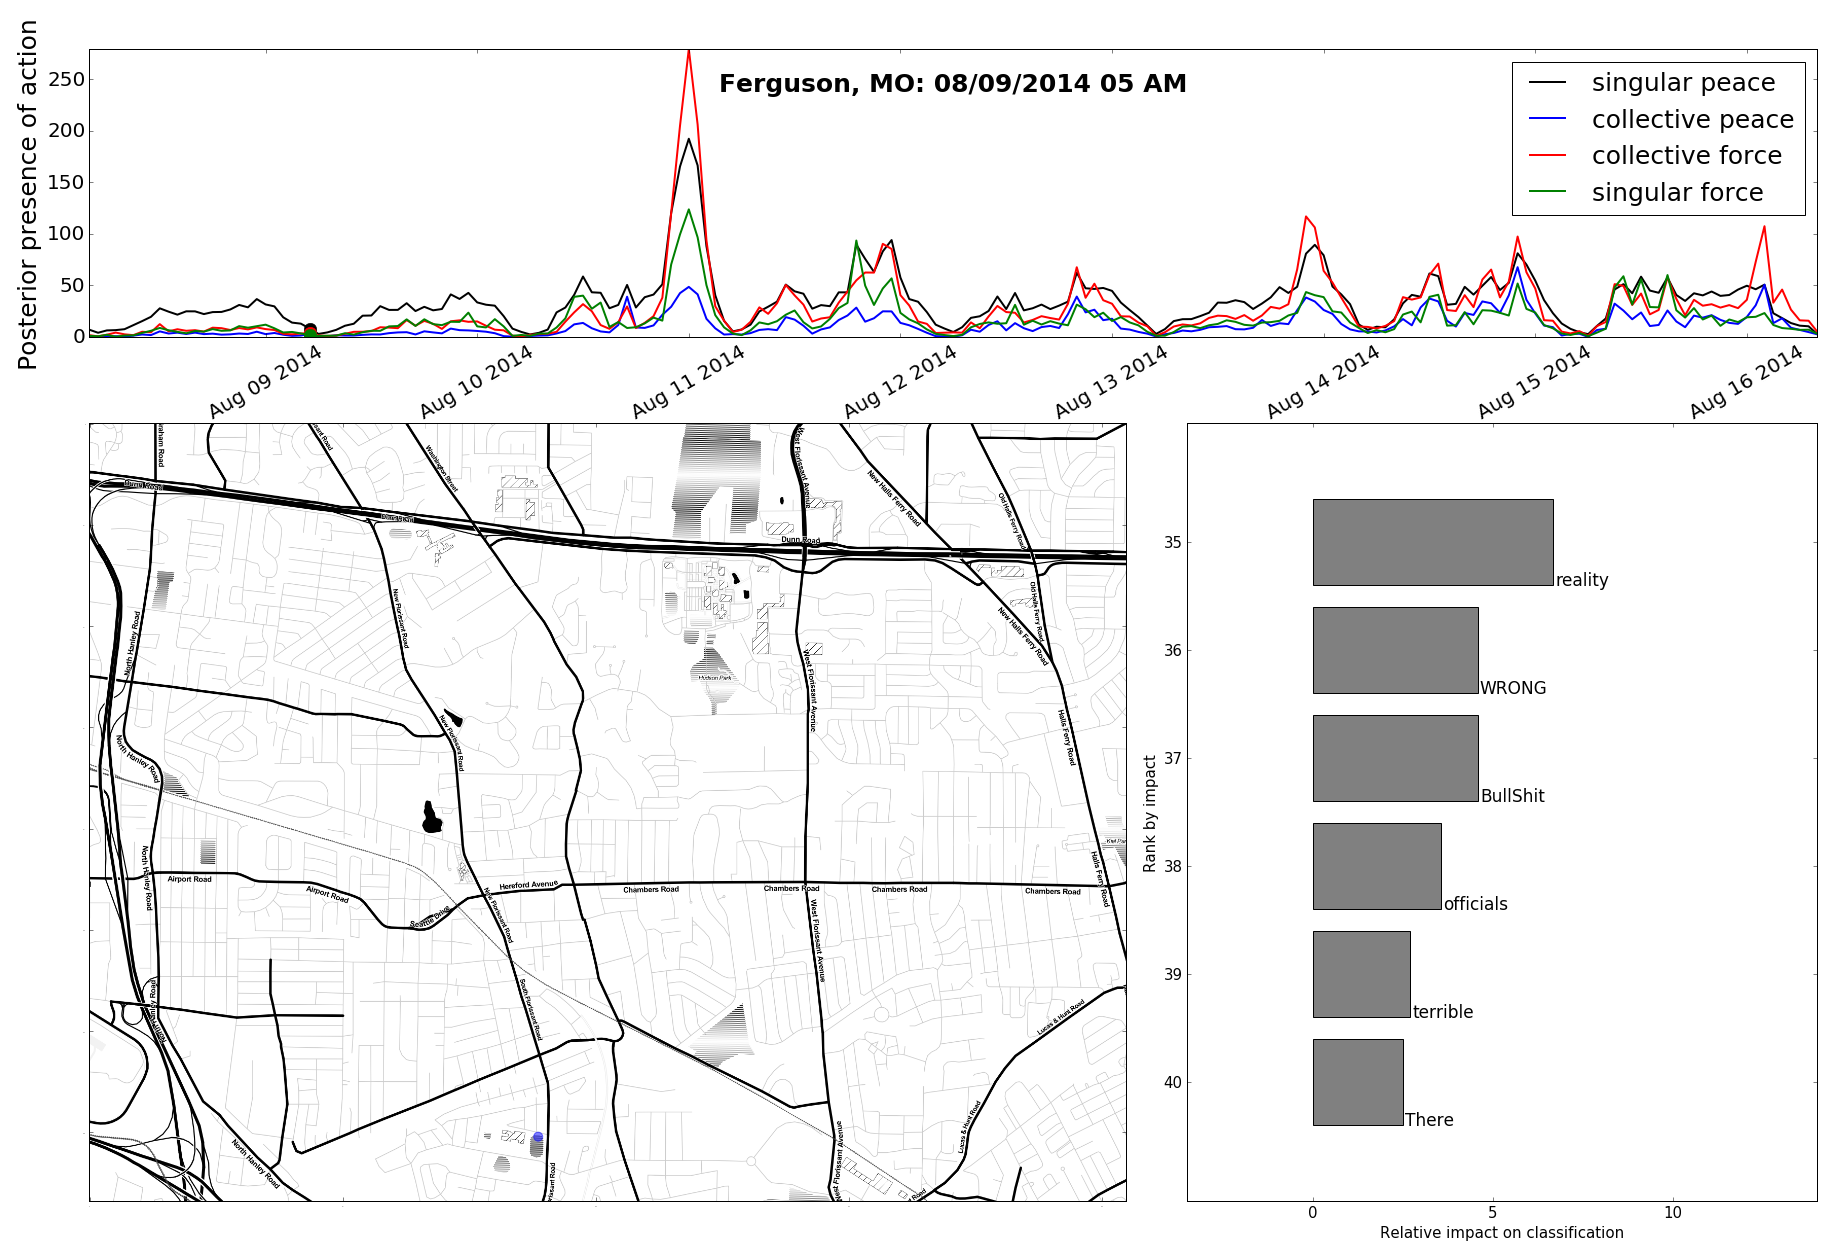 Posterior presence of action
250
200
150
100
50
0
Ferguson, MO: 08/09/2014 05 AM
singular peace
collective peace
collective force
singular force
Aug 09 2014
Aug 10 2014
Aug 11 2014
Aug 12 2014
Aug 13 2014
Aug 14 2014
Aug 15 2014
Aug 16 2014
Washington Street
West Florissant Avenue
New Halls Ferry Road
Old Halls Ferry Road
Dunn Road
Dunn Road
New Florissant Road
North Hanley Road
Old Halls Ferry Road
New Halls Ferry Road
Hudson Park
West Florissant Avenue
New Florissant Road
Halls Ferry Road
North Hanley Road
North Hanley Road
Airport Road
Airport Road
Seattle Drive
Hereford Avenue
Chambers Road
Chambers Road
Chambers Road
Chambers Road
Halls Ferry Road
New Florissant Road
West Florissant Avenue
South Florissant Road
Lucas & Hunt Road
Lucas & Hunt Road
North Hanley Road
West Florissant Avenue
Rank by impact
35
36
37
38
39
40
reality
WRONG
BullShit
officials
terrible
There
0
5
10
Relative impact on classification